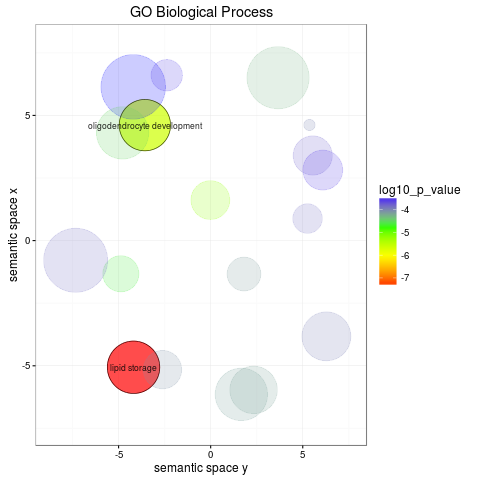 GO Biological Process
5
0
-5
semantic space x
oligodendrocyte development
lipid storage
-5
0
5
semantic space y
log10_p_value
-4
-5
-6
-7